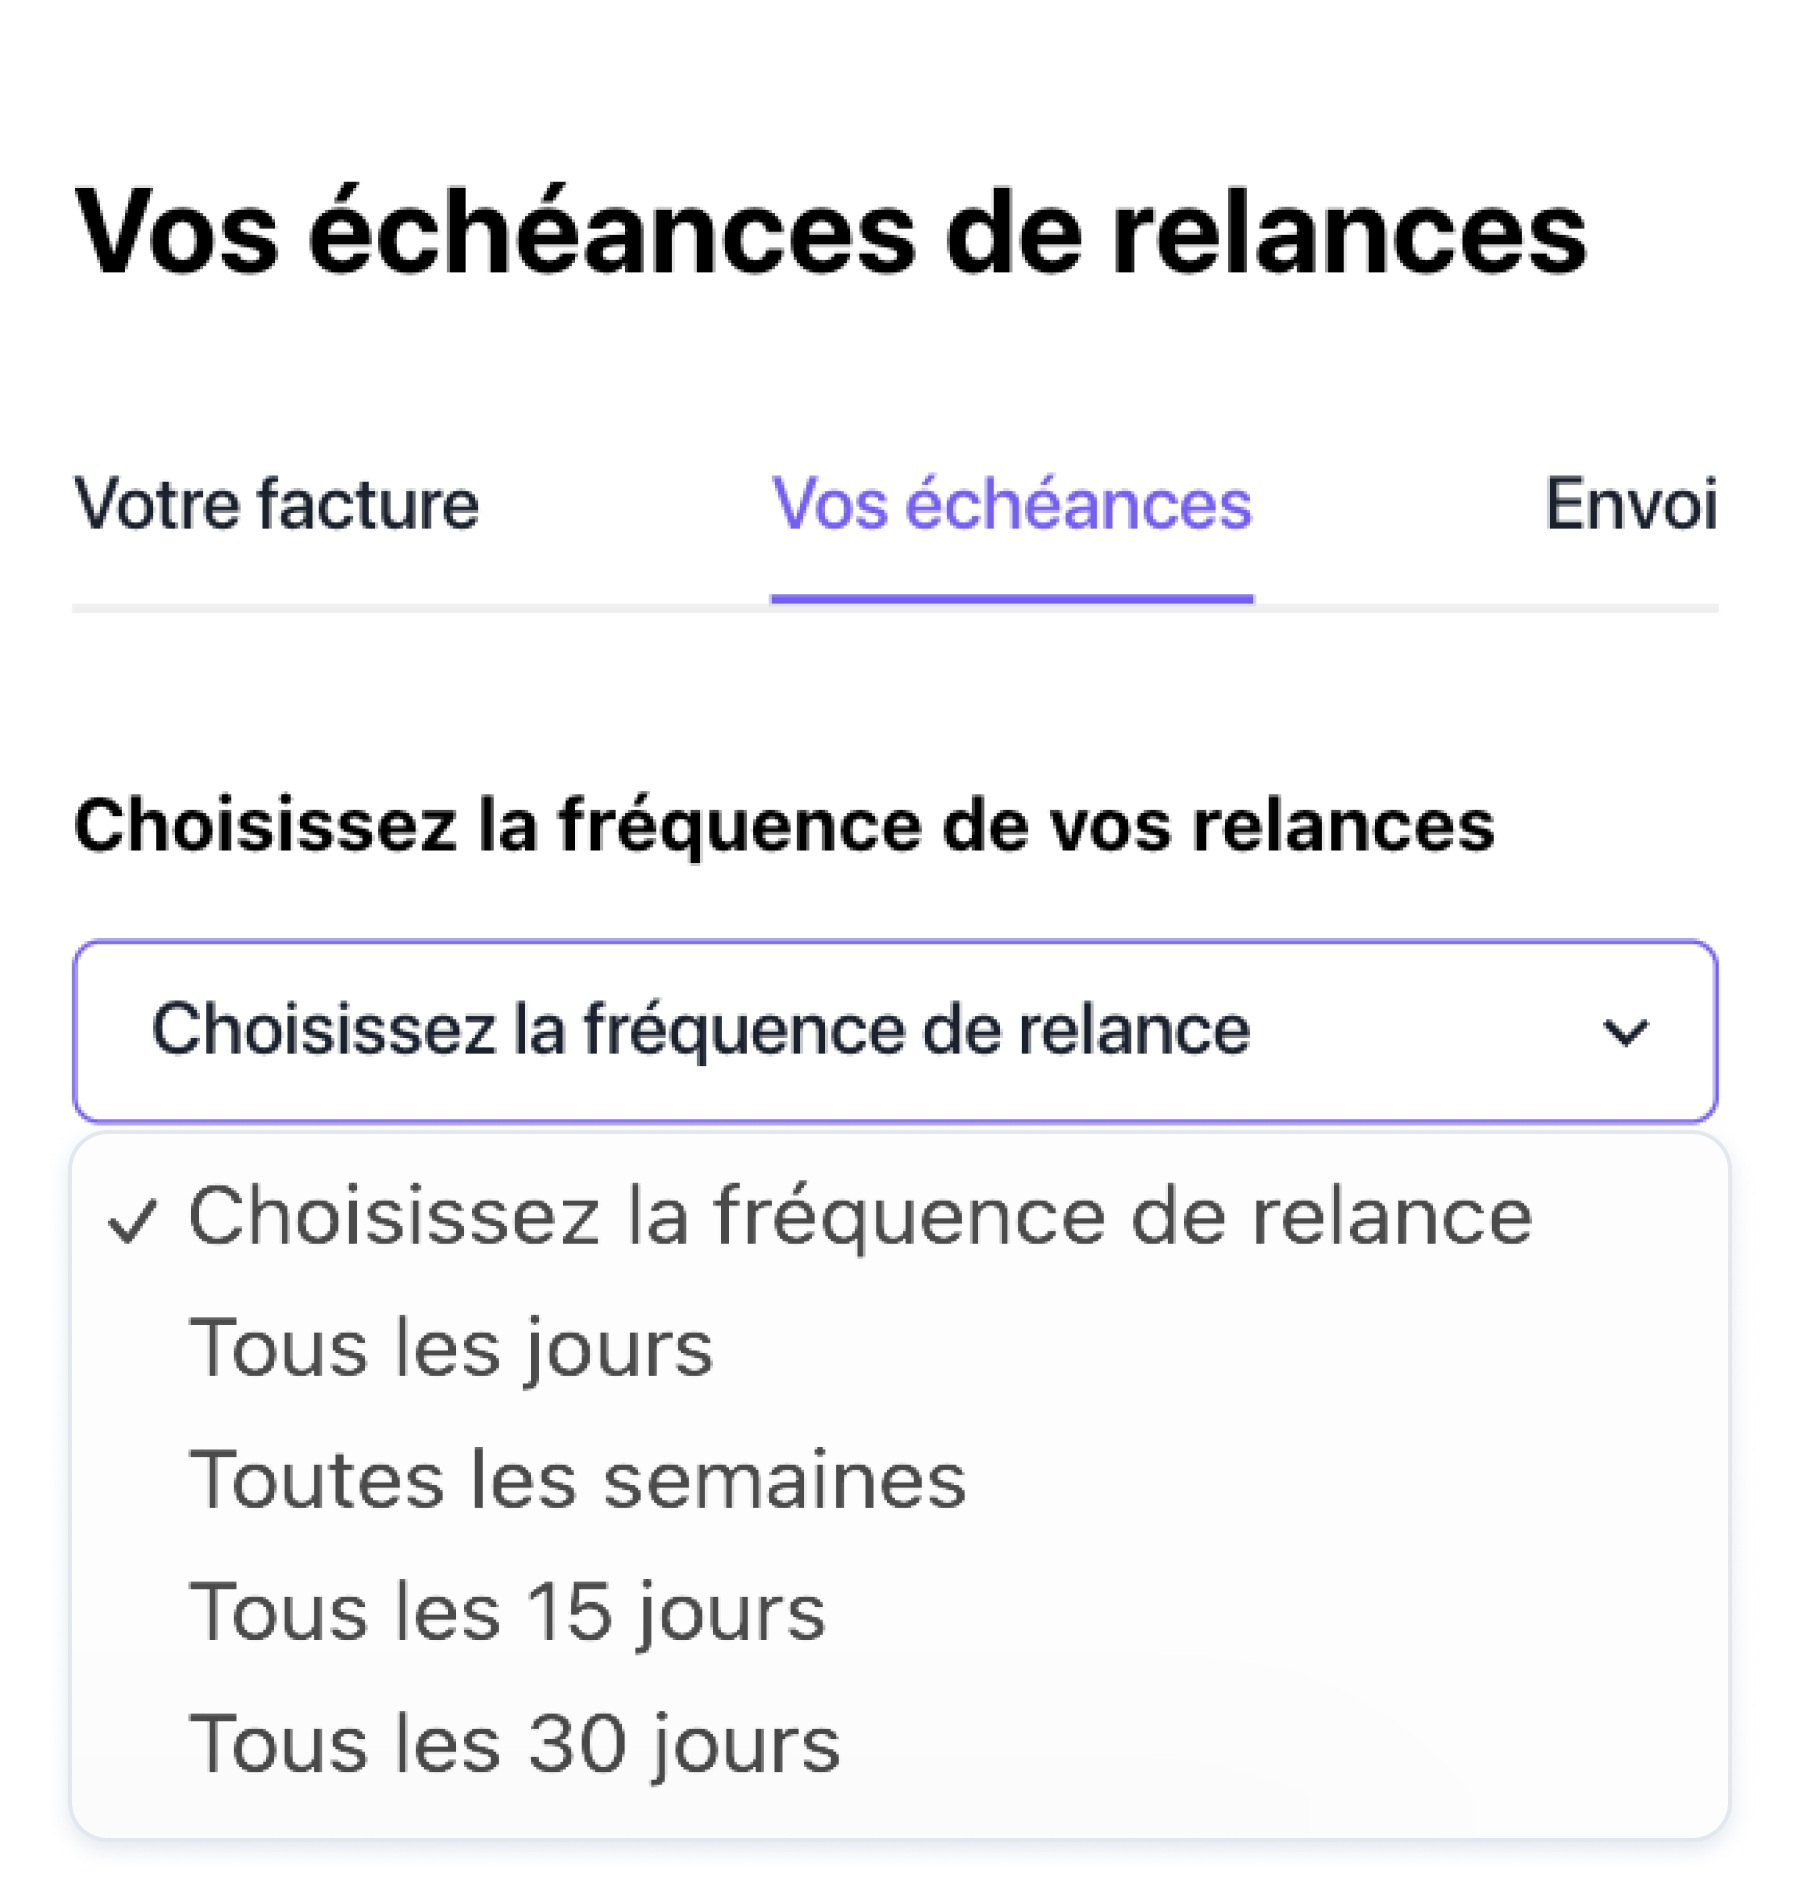 Vos échéances de relances
Votre facture Vos échéances Envoi
Choisissez la fréquence de vos relances
Choisissez la fréquence de relance
Choisissez la fréquence de relance
Tous les jours
Toutes les semaines
Tous les 15 jours
Tous les 30 jours